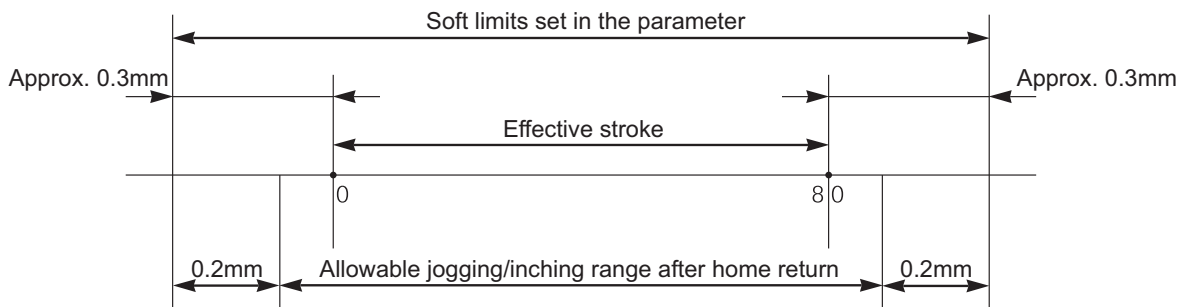 Soft limits set in the parameter
Approx. 0.3mm
Approx. 0.3mm
Effective stroke
0
80
0.2mm
Allowable jogging/inching range after home return
0.2mm